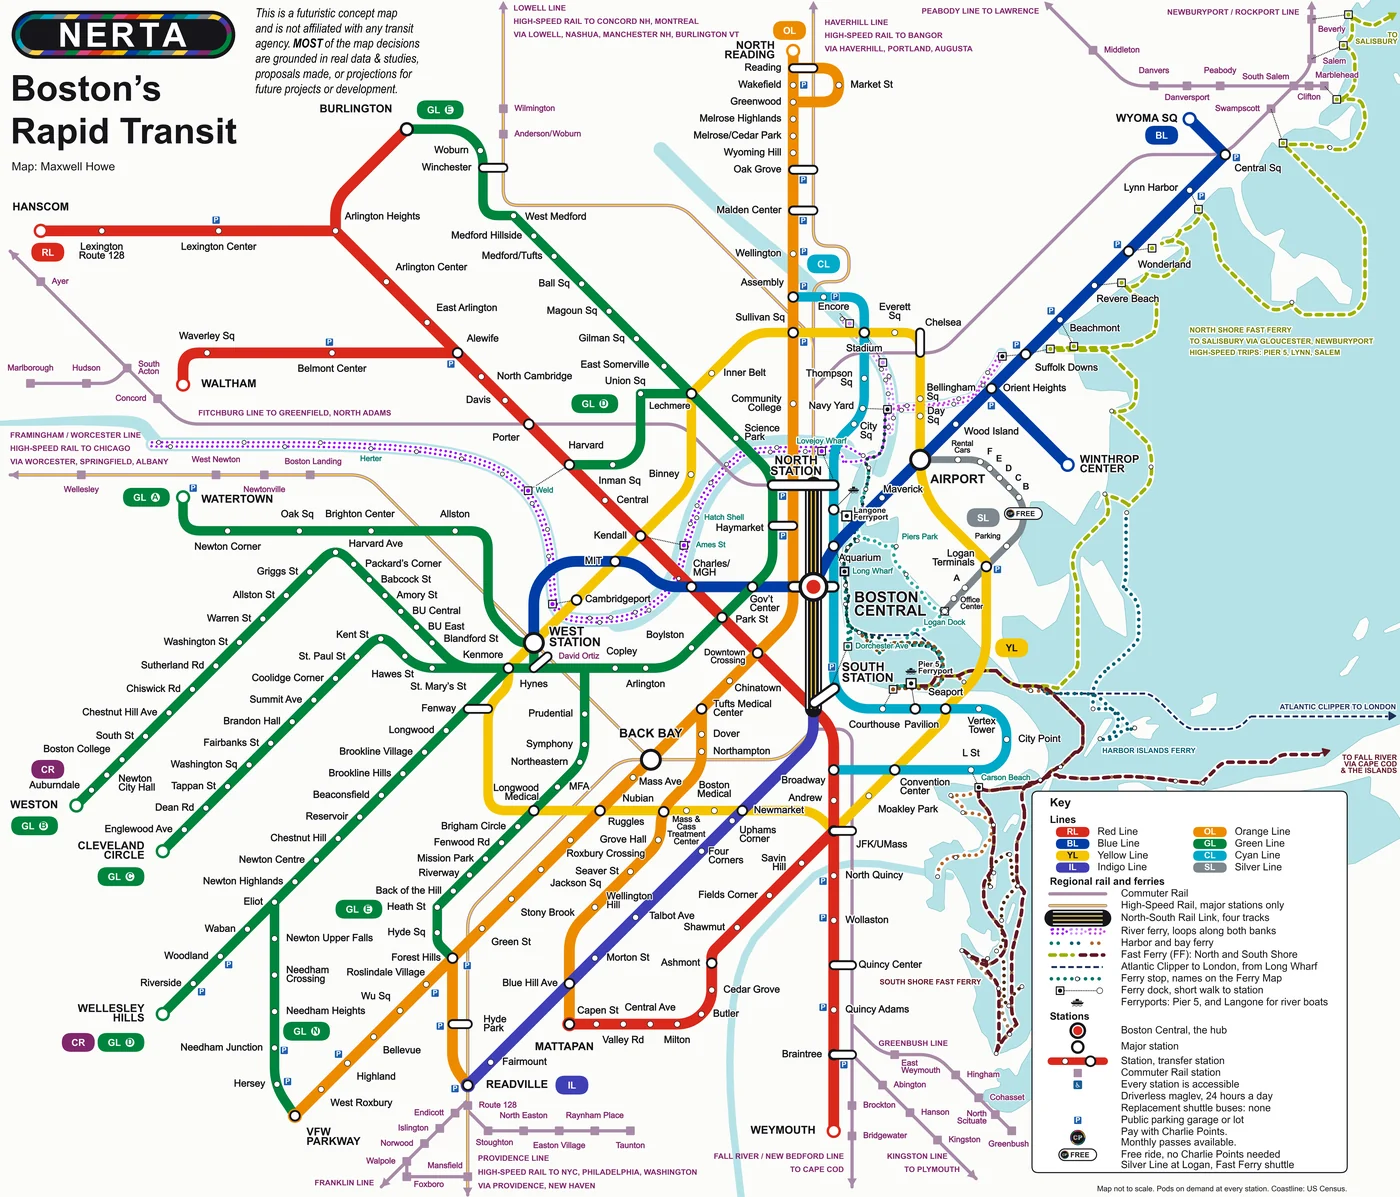 NERTA
Boston's
Rapid Transit
Map: Maxwell Howe
This is a futuristic concept map
and is not affiliated with any transit
agency. MOST of the map decisions
are grounded in real data & studies,
proposals made, or projections for
future projects or development.
LOWELL LINE
HIGH-SPEED RAIL TO CONCORD NH, MONTREAL
VIA LOWELL, NASHUA, MANCHESTER NH, BURLINGTON VT
OL
NORTH
READING
HAVERHILL LINE
HIGH-SPEED RAIL TO BANGOR
VIA HAVERHILL, PORTLAND, AUGUSTA
PEABODY LINE TO LAWRENCE
NEWBURYPORT / ROCKPORT LINE
TO
SALISBURY
Beverly
Salem
Marblehead
Middleton
Danvers
Peabody
South Salem
Danversport
Swampscott
Clifton
WYOMA SQ
BL
Central Sq
Lynn Harbor
Wonderland
Revere Beach
Beachmont
Suffolk Downs
Orient Heights
Wood Island
WINTHROP
CENTER
NORTH SHORE FAST FERRY
TO SALISBURY VIA GLOUCESTER, NEWBURYPORT
HIGH-SPEED TRIPS: PIER 5, LYNN, SALEM
Reading
Wakefield
Greenwood
Market St
Melrose Highlands
Melrose/Cedar Park
Wyoming Hill
Oak Grove
Malden Center
Wellington
CL
Assembly
Encore
Sullivan Sq
Everett
Sq
Chelsea
Stadium
Thompson
Sq
Navy Yard
City
Sq
Bellingham
Sq
Day
Sq
Inner Belt
Community
College
Science
Park
Lovejoy Wharf
NORTH
STATION
BURLINGTON
GL E
Woburn
Winchester
Wilmington
Anderson/Woburn
West Medford
Medford Hillside
Medford/Tufts
Ball Sq
Magoun Sq
Gilman Sq
East Somerville
Union Sq
GL D
Lechmere
HANSCOM
RL
Lexington
Route 128
Lexington Center
Arlington Heights
Arlington Center
East Arlington
Alewife
Waverley Sq
Belmont Center
WALTHAM
North Cambridge
Davis
Porter
Harvard
Inman Sq
Central
Kendall
Binney
Ayer
Marlborough
Hudson
South
Acton
Concord
FITCHBURG LINE TO GREENFIELD, NORTH ADAMS
FRAMINGHAM / WORCESTER LINE
HIGH-SPEED RAIL TO CHICAGO
VIA WORCESTER, SPRINGFIELD, ALBANY
Herter
Weld
Wellesley
West Newton
Newtonville
Boston Landing
GL A
WATERTOWN
Newton Corner
Oak Sq
Brighton Center
Allston
Hatch Shell
Ames St
Haymarket
Charles/
MGH
MIT
Cambridgeport
Gov't
Center
Park St
Boylston
Downtown
Crossing
Chinatown
Tufts Medical
Center
Dover
Northampton
Rental
Cars
F
E
D
C
B
AIRPORT
SL
CP FREE
Parking
Logan
Terminals
A
Office
Center
Logan Dock
Maverick
Langone
Ferryport
Piers Park
Aquarium
Long Wharf
BOSTON
CENTRAL
Dorchester Ave
Pier 5
Ferryport
YL
SOUTH
STATION
Seaport
Courthouse
Pavilion
Vertex
Tower
City Point
L St
Carson Beach
Convention
Center
Moakley Park
ATLANTIC CLIPPER TO LONDON
HARBOR ISLANDS FERRY
TO FALL RIVER
VIA CAPE COD
& THE ISLANDS
WEST
STATION
David Ortiz
Copley
Arlington
Hynes
Kenmore
Blandford St
BU East
BU Central
Amory St
Babcock St
Packard's Corner
Harvard Ave
Griggs St
Allston St
Warren St
Washington St
Sutherland Rd
Chiswick Rd
Chestnut Hill Ave
South St
Boston College
CR
Auburndale
Newton
City Hall
WESTON
GL B
Kent St
St. Paul St
Coolidge Corner
Summit Ave
Brandon Hall
Fairbanks St
Washington Sq
Tappan St
Dean Rd
Englewood Ave
CLEVELAND
CIRCLE
GL C
Hawes St
St. Mary's St
Fenway
Longwood
Brookline Village
Brookline Hills
Beaconsfield
Reservoir
Chestnut Hill
Newton Centre
Newton Highlands
Eliot
Waban
Woodland
Riverside
WELLESLEY
HILLS
CR GL D
Newton Upper Falls
Needham
Crossing
Needham Heights
GL N
Needham Junction
Hersey
VFW
PARKWAY
Prudential
Symphony
Northeastern
MFA
Longwood
Medical
Brigham Circle
Fenwood Rd
Mission Park
Riverway
Back of the Hill
GL E
Heath St
Hyde Sq
Forest Hills
Roslindale Village
Wu Sq
Bellevue
Highland
West Roxbury
BACK BAY
Mass Ave
Nubian
Ruggles
Roxbury Crossing
Jackson Sq
Stony Brook
Green St
Boston
Medical
Mass &
Cass
Treatment
Center
Grove Hall
Seaver St
Wellington
Hill
Broadway
Andrew
Newmarket
Uphams
Corner
Four
Corners
Talbot Ave
Morton St
Blue Hill Ave
Fairmount
READVILLE
IL
Hyde
Park
Savin
Hill
Fields Corner
Shawmut
Ashmont
Cedar Grove
Butler
Milton
Central Ave
Valley Rd
Capen St
MATTAPAN
JFK/UMass
North Quincy
Wollaston
Quincy Center
Quincy Adams
Braintree
WEYMOUTH
SOUTH SHORE FAST FERRY
GREENBUSH LINE
East
Weymouth
Hingham
Cohasset
North
Scituate
Greenbush
Abington
Hanson
Kingston
KINGSTON LINE
TO PLYMOUTH
Brockton
Bridgewater
FALL RIVER / NEW BEDFORD LINE
TO CAPE COD
Route 128
Endicott
Islington
Norwood
Walpole
Mansfield
Foxboro
FRANKLIN LINE
North Easton
Raynham Place
Stoughton
Easton Village
Taunton
PROVIDENCE LINE
HIGH-SPEED RAIL TO NYC, PHILADELPHIA, WASHINGTON
VIA PROVIDENCE, NEW HAVEN
Key
Lines
RL Red Line
BL Blue Line
YL Yellow Line
IL Indigo Line
OL Orange Line
GL Green Line
CL Cyan Line
SL Silver Line
Regional rail and ferries
Commuter Rail
High-Speed Rail, major stations only
North-South Rail Link, four tracks
River ferry, loops along both banks
Harbor and bay ferry
Fast Ferry (FF): North and South Shore
Atlantic Clipper to London, from Long Wharf
Ferry stop, names on the Ferry Map
Ferry dock, short walk to station
Ferryports: Pier 5, and Langone for river boats
Stations
Boston Central, the hub
Major station
Station, transfer station
Commuter Rail station
Every station is accessible
Driverless maglev, 24 hours a day
Replacement shuttle buses: none
P Public parking garage or lot
CP Pay with Charlie Points.
Monthly passes available.
CP FREE Free ride, no Charlie Points needed
Silver Line at Logan, Fast Ferry shuttle
Map not to scale. Pods on demand at every station. Coastline: US Census.